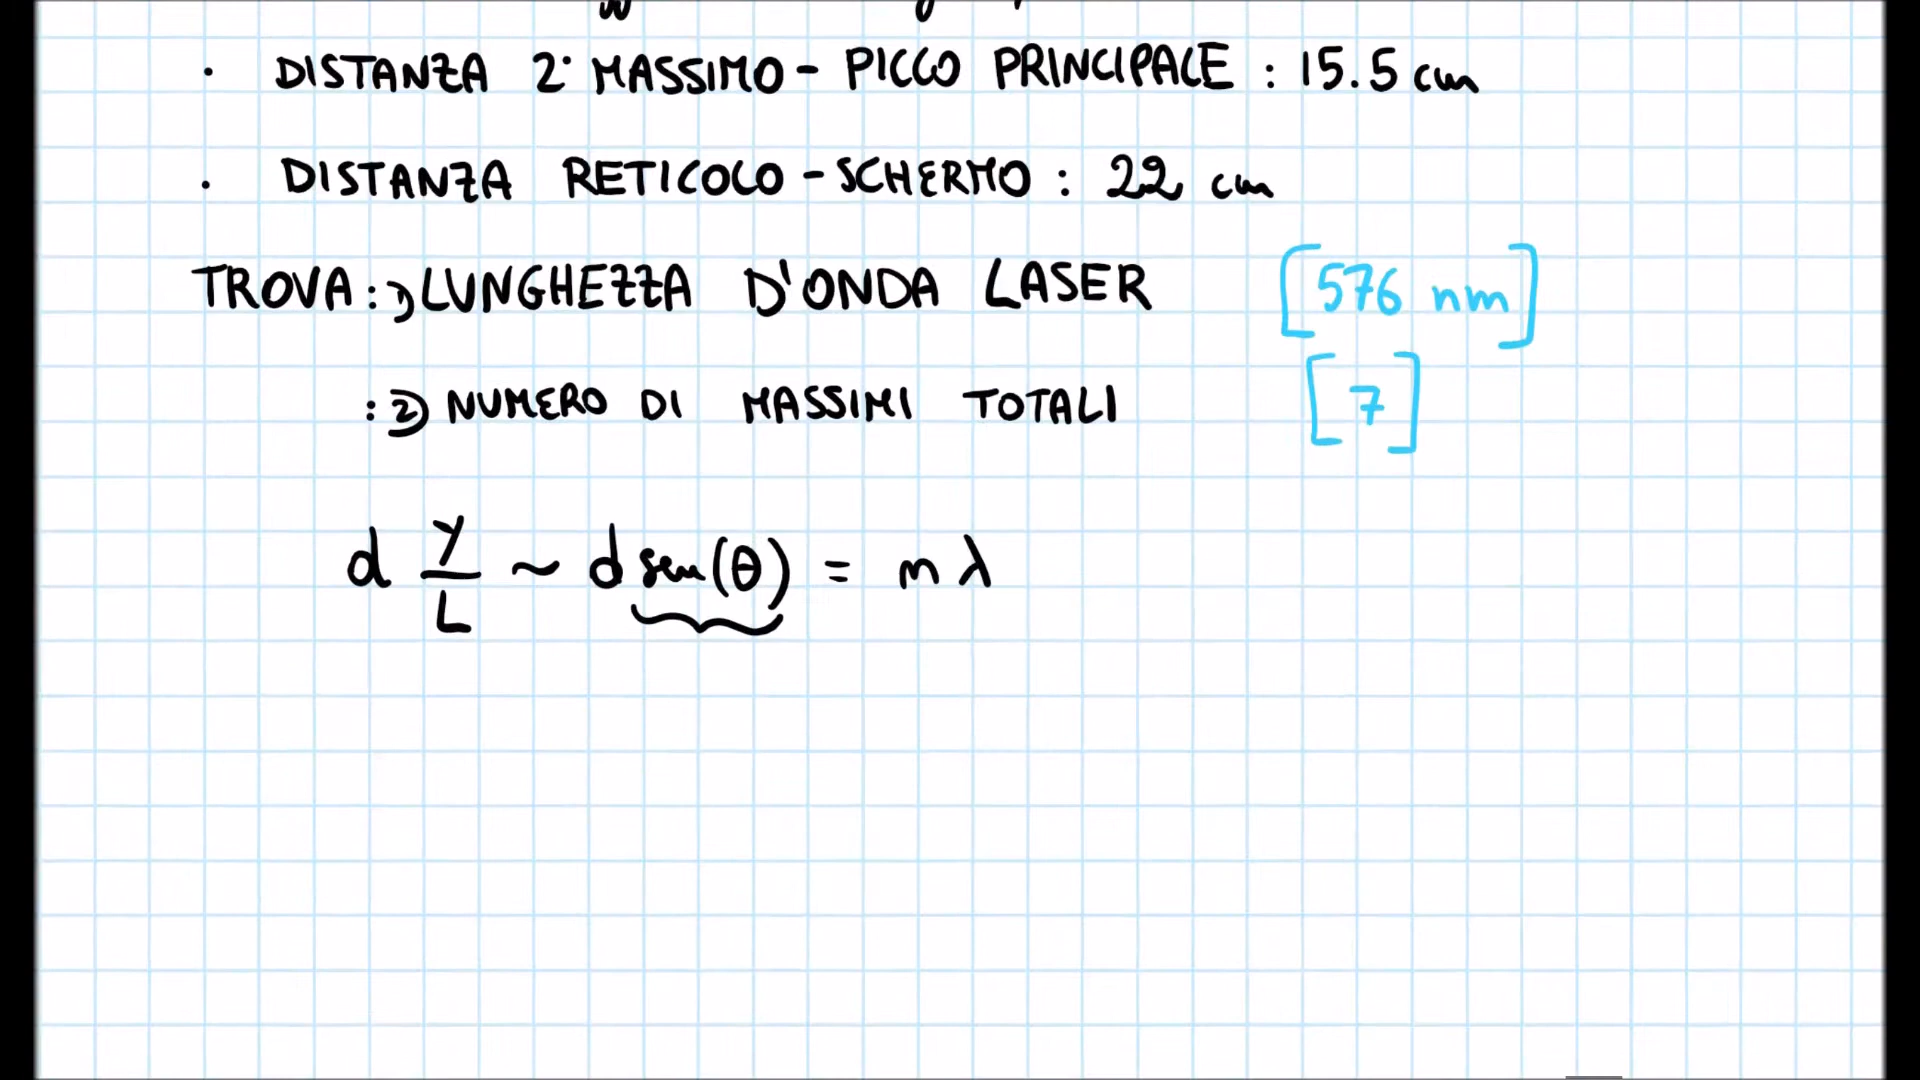 · DISTANZA 2° MASSIMO - PICCO PRINCIPALE : 15.5 cm
· DISTANZA RETICOLO - SCHERMO : 22 cm
TROVA : 1) LUNGHEZZA D'ONDA LASER [576 nm]
: 2) NUMERO DI MASSIMI TOTALI [7]
d y/L ~ d sen(θ) = m λ